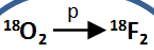 p
¹⁸O₂ → ¹⁸F₂